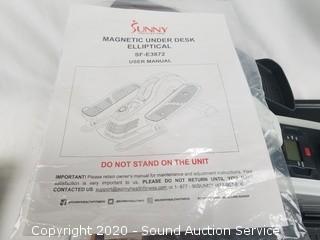 SUNNY
MAGNETIC UNDER DESK
ELLIPTICAL
SF-E3872
USER MANUAL
DO NOT STAND ON THE UNIT
IMPORTANT! Please retain owner's manual for maintenance and adjustment instructions. Your
satisfaction is very important to us. PLEASE DO NOT RETURN UNTIL YOU
CONTACTED US
Copyright 2020 - Sound Auction Service